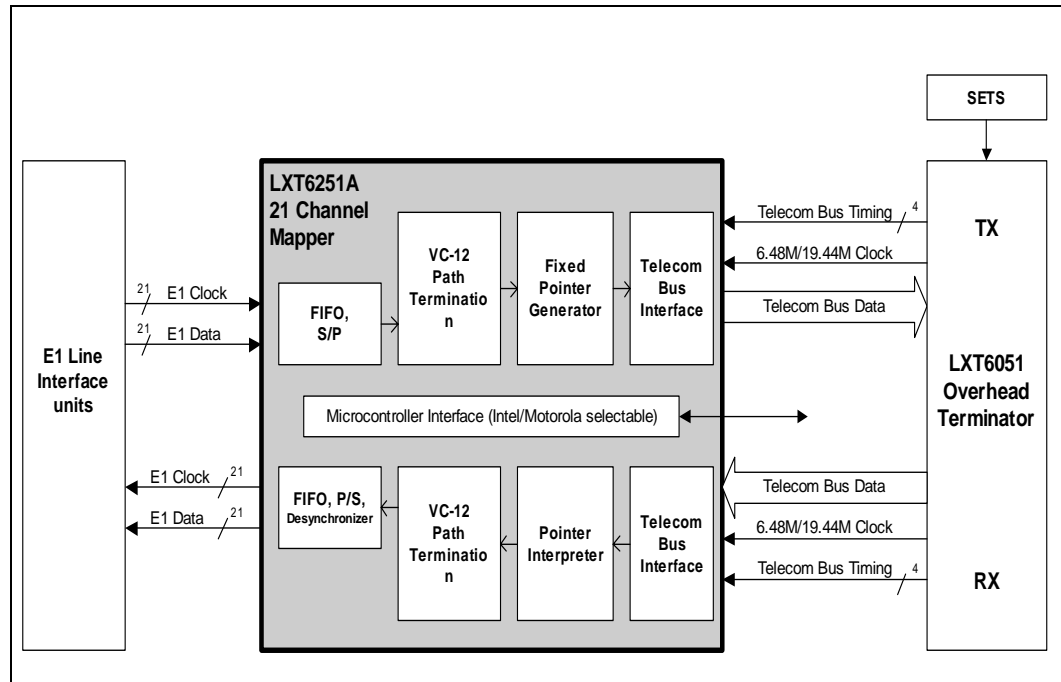 SETS
LXT6251A
21 Channel
Mapper
Telecom Bus Timing
4
TX
6.48M/19.44M Clock
Telecom Bus Data
VC-12
Path
Terminatio
n
Fixed
Pointer
Generator
Telecom
Bus
Interface
21
E1 Clock
FIFO,
S/P
21
E1 Data
E1 Line
Interface
units
LXT6051
Overhead
Terminator
Microcontroller Interface (Intel/Motorola selectable)
E1 Clock
21
E1 Data
21
FIFO, P/S,
Desynchronizer
VC-12
Path
Terminatio
n
Pointer
Interpreter
Telecom
Bus
Interface
Telecom Bus Data
6.48M/19.44M Clock
Telecom Bus Timing
4
RX